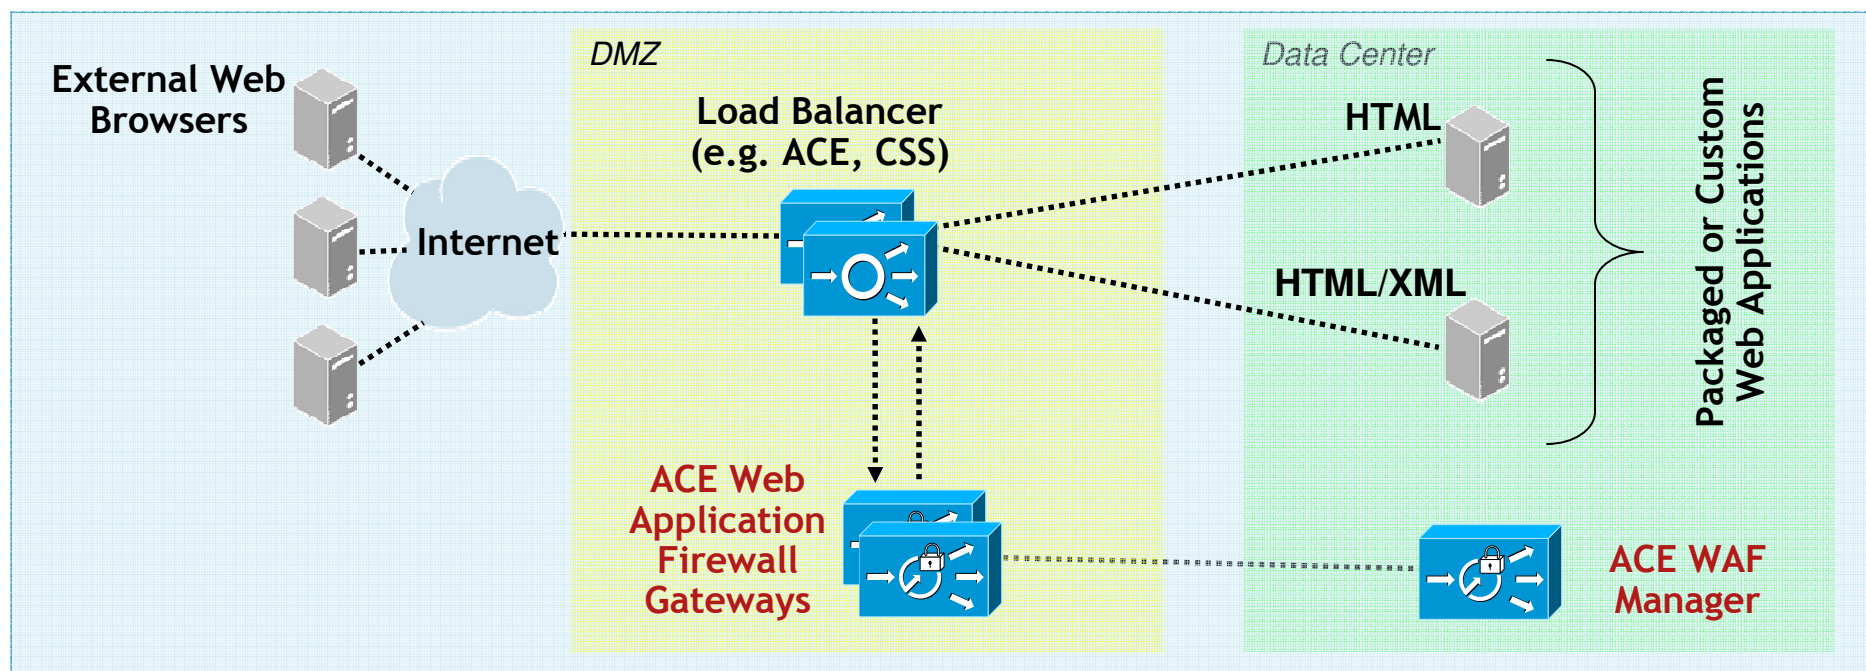 DMZ
Data Center
External Web
Browsers
Load Balancer
(e.g. ACE, CSS)
HTML
Internet
HTML/XML
Packaged or Custom
Web Applications
ACE Web
Application
Firewall
Gateways
ACE WAF
Manager